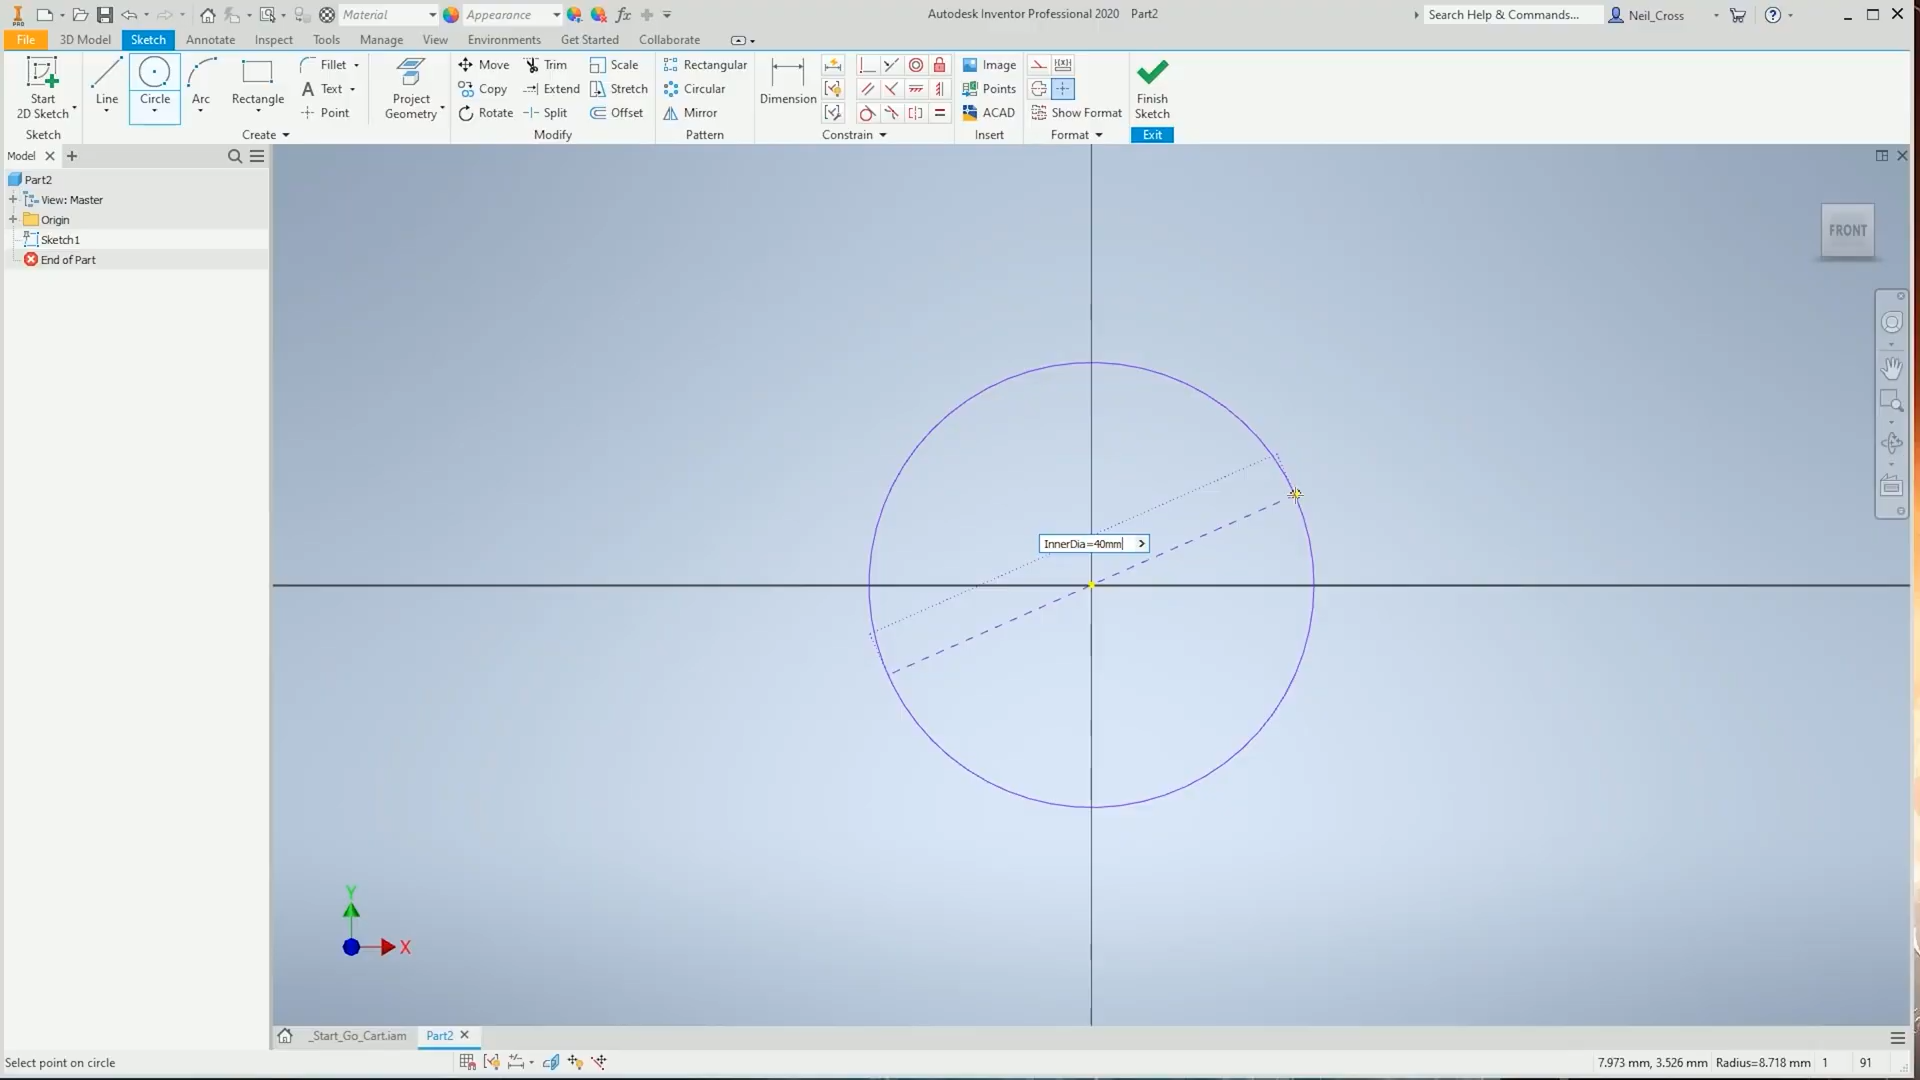 PRO
Material
Appearance
fx
Autodesk Inventor Professional 2020 Part2
Search Help & Commands...
Neil_Cross
File 3D Model Sketch Annotate Inspect Tools Manage View Environments Get Started Collaborate
Start
2D Sketch
Line
Circle
Arc
Rectangle
Fillet
Text
Point
Project
Geometry
Move
Copy
Rotate
Trim
Extend
Split
Scale
Stretch
Offset
Rectangular
Circular
Mirror
Dimension
Image
Points
ACAD
Show Format
Finish
Sketch
Sketch Create Modify Pattern Constrain Insert Format Exit
Model
Part2
View: Master
Origin
Sketch1
End of Part
FRONT
InnerDia=40mm
Y
X
_Start_Go_Cart.iam Part2
Select point on circle
7.973 mm, 3.526 mm Radius=8.718 mm 1 91